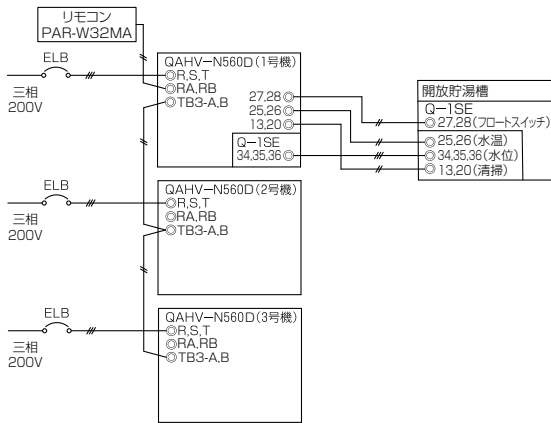 リモコン
PAR-W32MA
ELB
三相
200V
QAHV-N560D(1号機)
R,S,T
RA,RB
TB3-A,B
27,28
25,26
13,20
Q-1SE
34,35,36
開放貯湯槽
Q-1SE
27,28(フロートスイッチ)
25,26(水温)
34,35,36(水位)
13,20(清掃)
ELB
三相
200V
QAHV-N560D(2号機)
R,S,T
RA,RB
TB3-A,B
ELB
三相
200V
QAHV-N560D(3号機)
R,S,T
RA,RB
TB3-A,B